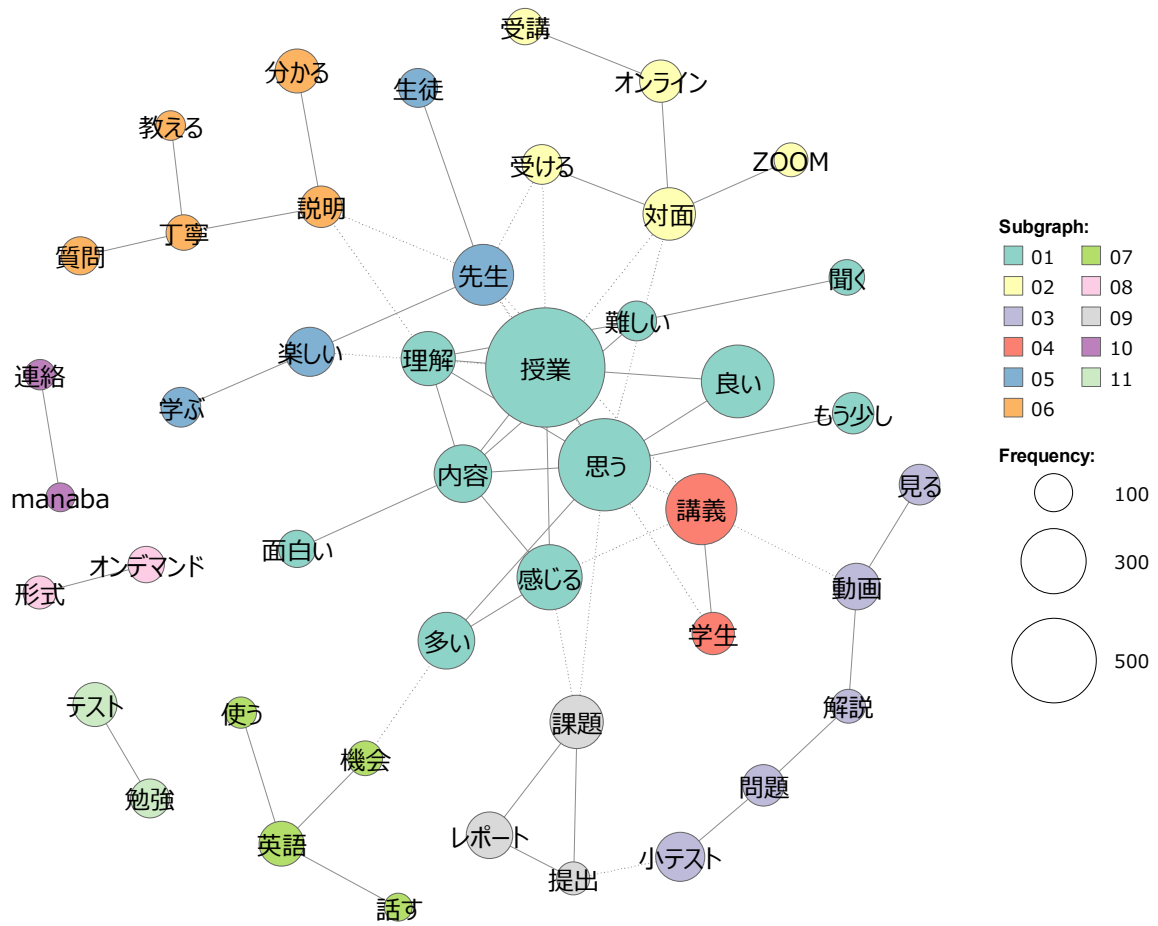 受講
分かる
オンライン
生徒
教える
受ける
ZOOM
説明
対面
丁寧
質問
先生
聞く
難しい
楽しい
理解
授業
良い
連絡
学ぶ
もう少し
内容
思う
manaba
見る
講義
面白い
オンデマンド
形式
感じる
動画
多い
学生
テスト
使う
課題
解説
機会
問題
勉強
英語
レポート
小テスト
提出
話す
Subgraph:
01 07
02 08
03 09
04 10
05 11
06
Frequency:
100
300
500